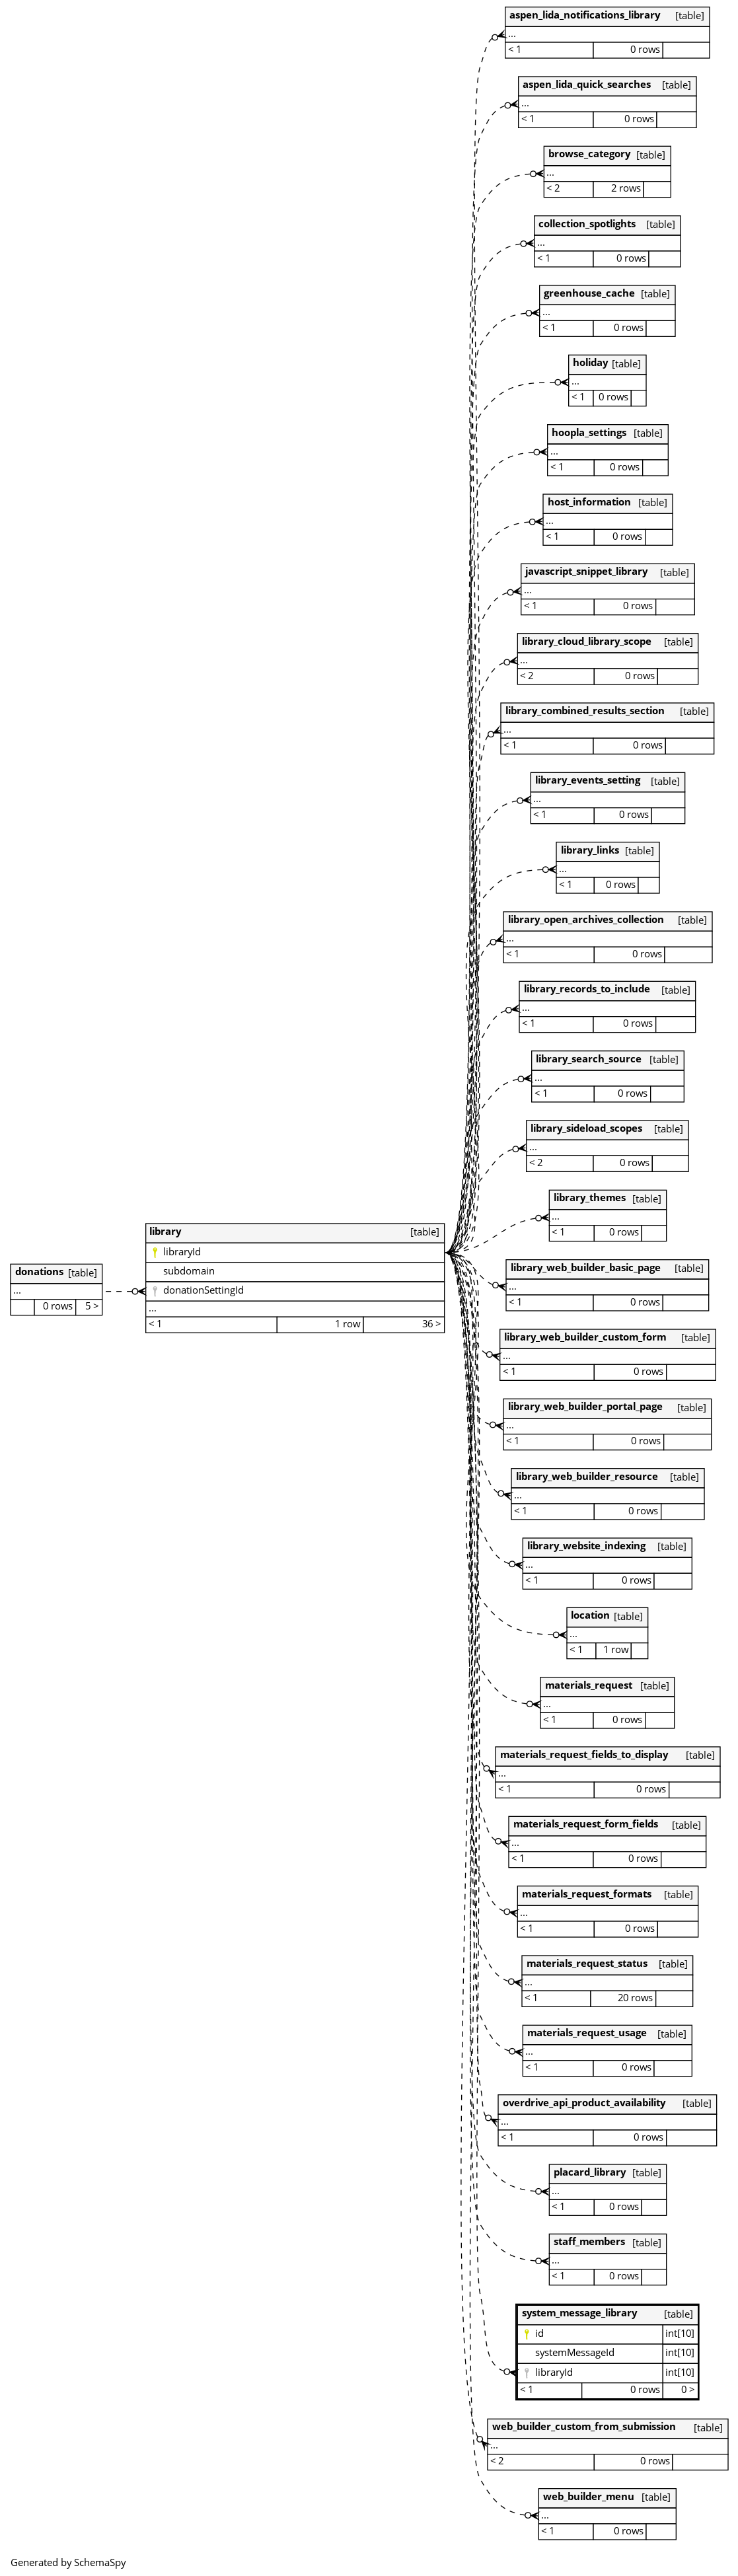 aspen_lida_notifications_library [table]
...
< 1 0 rows
aspen_lida_quick_searches [table]
...
< 1 0 rows
browse_category [table]
...
< 2 2 rows
collection_spotlights [table]
...
< 1 0 rows
greenhouse_cache [table]
...
< 1 0 rows
holiday [table]
...
< 1 0 rows
hoopla_settings [table]
...
< 1 0 rows
host_information [table]
...
< 1 0 rows
javascript_snippet_library [table]
...
< 1 0 rows
library_cloud_library_scope [table]
...
< 2 0 rows
library_combined_results_section [table]
...
< 1 0 rows
library_events_setting [table]
...
< 1 0 rows
library_links [table]
...
< 1 0 rows
library_open_archives_collection [table]
...
< 1 0 rows
library_records_to_include [table]
...
< 1 0 rows
library_search_source [table]
...
< 1 0 rows
library_sideload_scopes [table]
...
< 2 0 rows
library_themes [table]
...
< 1 0 rows
donations [table]
...
0 rows 5 >
library [table]
libraryId
subdomain
donationSettingId
...
< 1 1 row 36 >
library_web_builder_basic_page [table]
...
< 1 0 rows
library_web_builder_custom_form [table]
...
< 1 0 rows
library_web_builder_portal_page [table]
...
< 1 0 rows
library_web_builder_resource [table]
...
< 1 0 rows
library_website_indexing [table]
...
< 1 0 rows
location [table]
...
< 1 1 row
materials_request [table]
...
< 1 0 rows
materials_request_fields_to_display [table]
...
< 1 0 rows
materials_request_form_fields [table]
...
< 1 0 rows
materials_request_formats [table]
...
< 1 0 rows
materials_request_status [table]
...
< 1 20 rows
materials_request_usage [table]
...
< 1 0 rows
overdrive_api_product_availability [table]
...
< 1 0 rows
placard_library [table]
...
< 1 0 rows
staff_members [table]
...
< 1 0 rows
system_message_library [table]
id int[10]
systemMessageId int[10]
libraryId int[10]
< 1 0 rows 0 >
web_builder_custom_from_submission [table]
...
< 2 0 rows
web_builder_menu [table]
...
< 1 0 rows
Generated by SchemaSpy